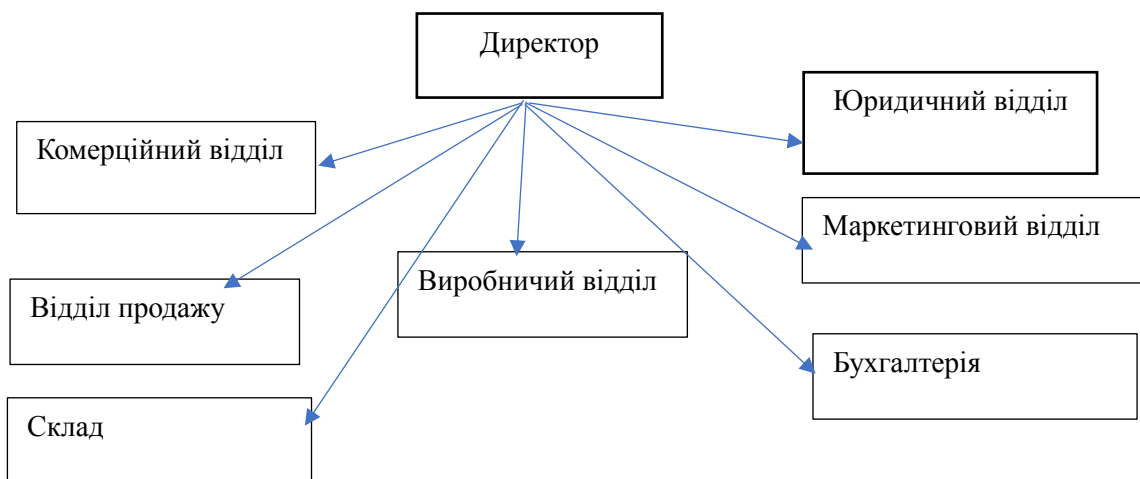 Директор
Юридичний відділ
Комерційний відділ
Маркетинговий відділ
Виробничий відділ
Відділ продажу
Бухгалтерія
Склад